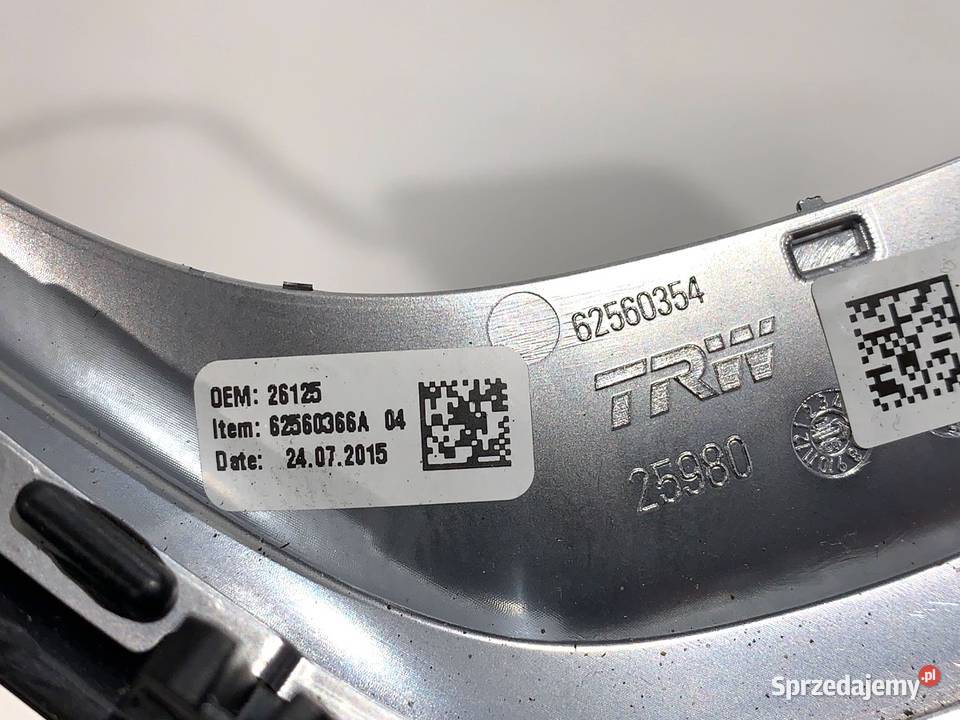 62560354
TRW
25980
OEM: 26125
Item: 62560366A 04
Date: 24.07.2015
Sprzedajemy.pl